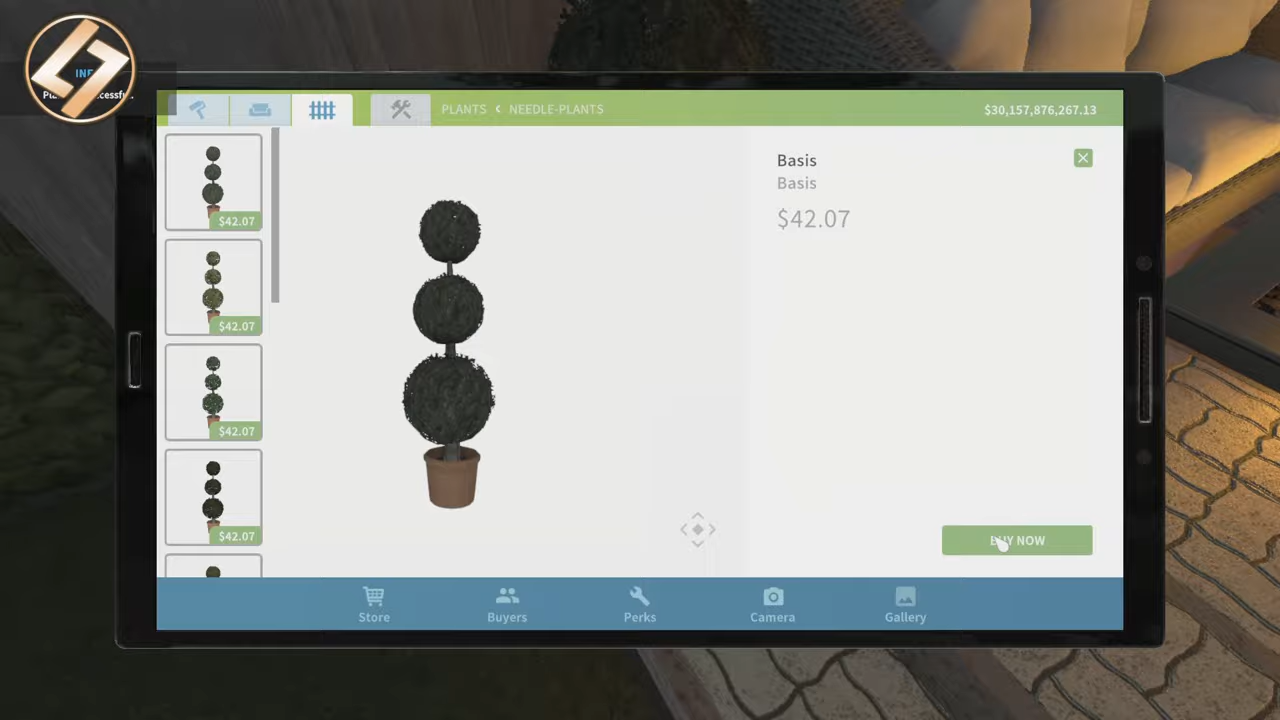 PLANTS < NEEDLE-PLANTS
$30,157,876,267.13
$42.07
$42.07
$42.07
$42.07
Basis
Basis
$42.07
BUY NOW
Store
Buyers
Perks
Camera
Gallery